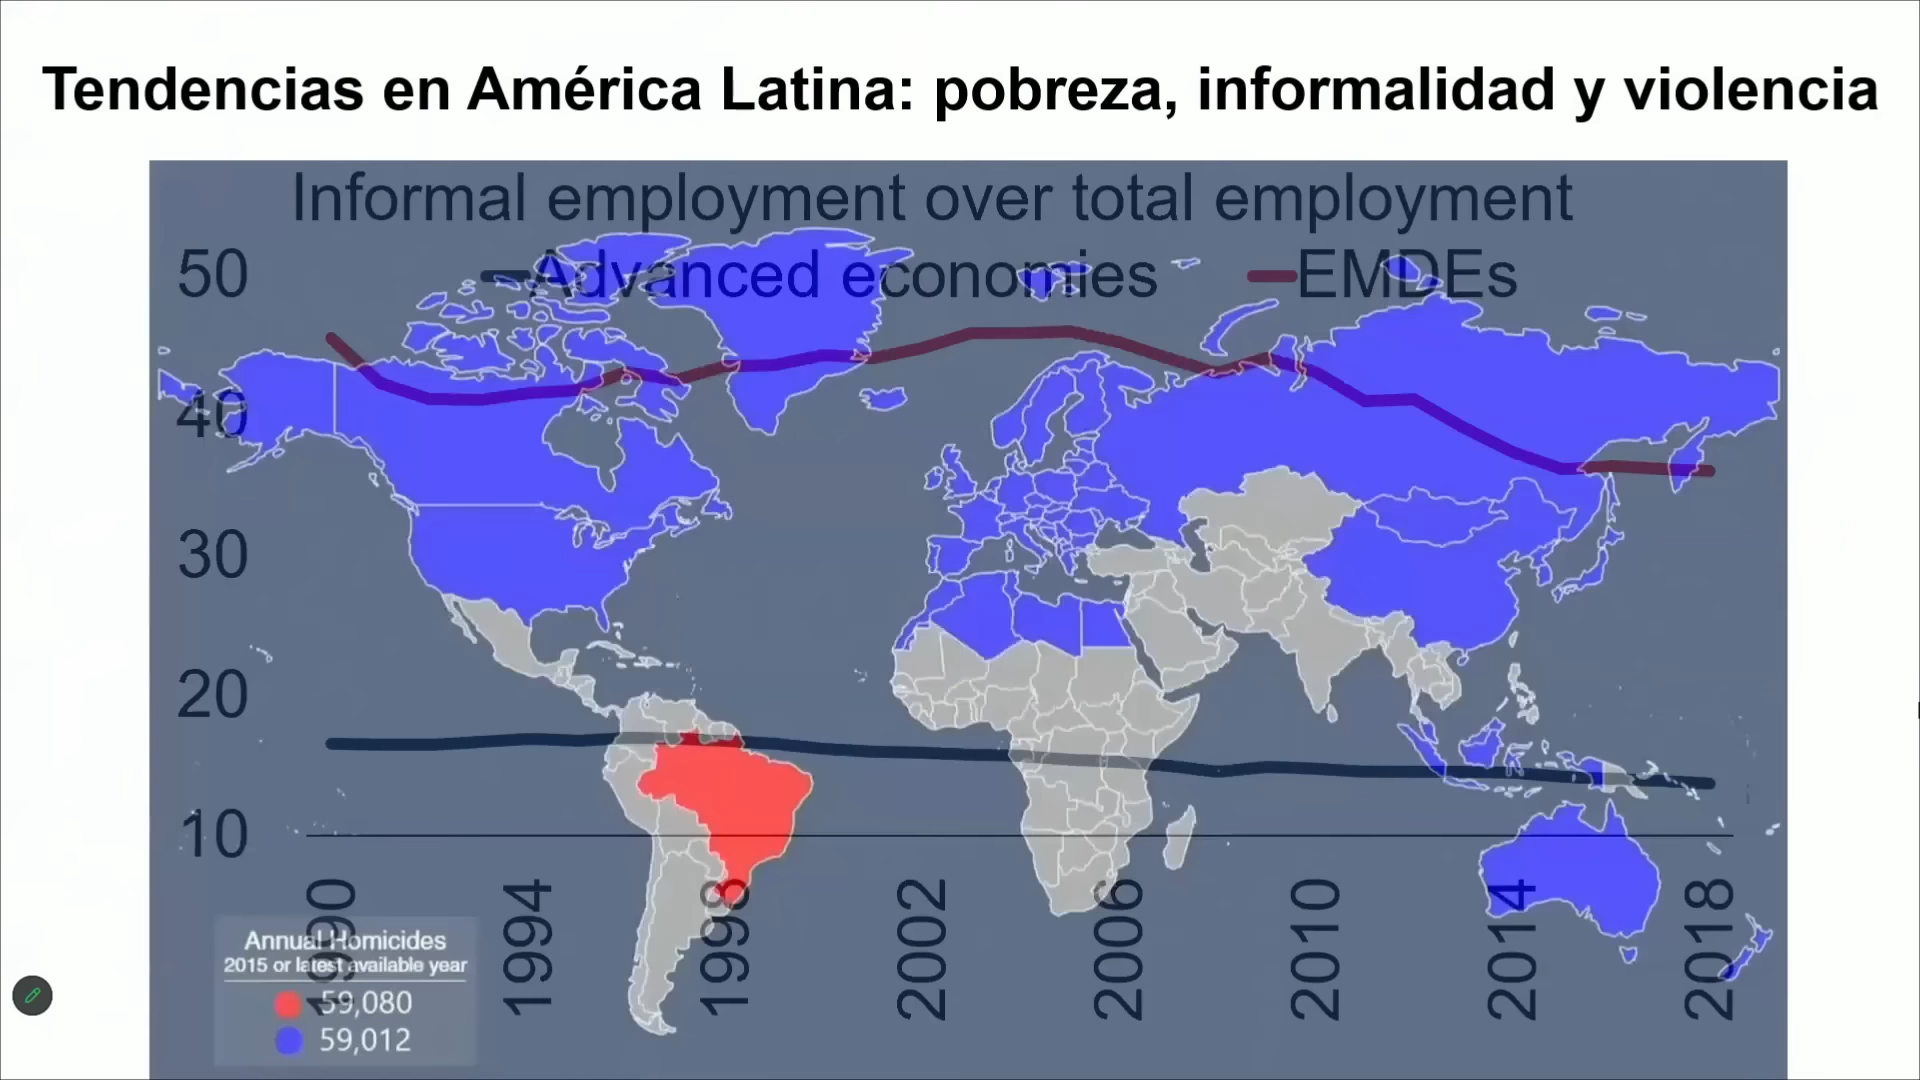 Tendencias en América Latina: pobreza, informalidad y violencia
Informal employment over total employment
Advanced economies EMDEs
50
40
30
20
10
1990 1994 1998 2002 2006 2010 2014 2018
Annual Homicides
2015 or latest available year
59,080
59,012